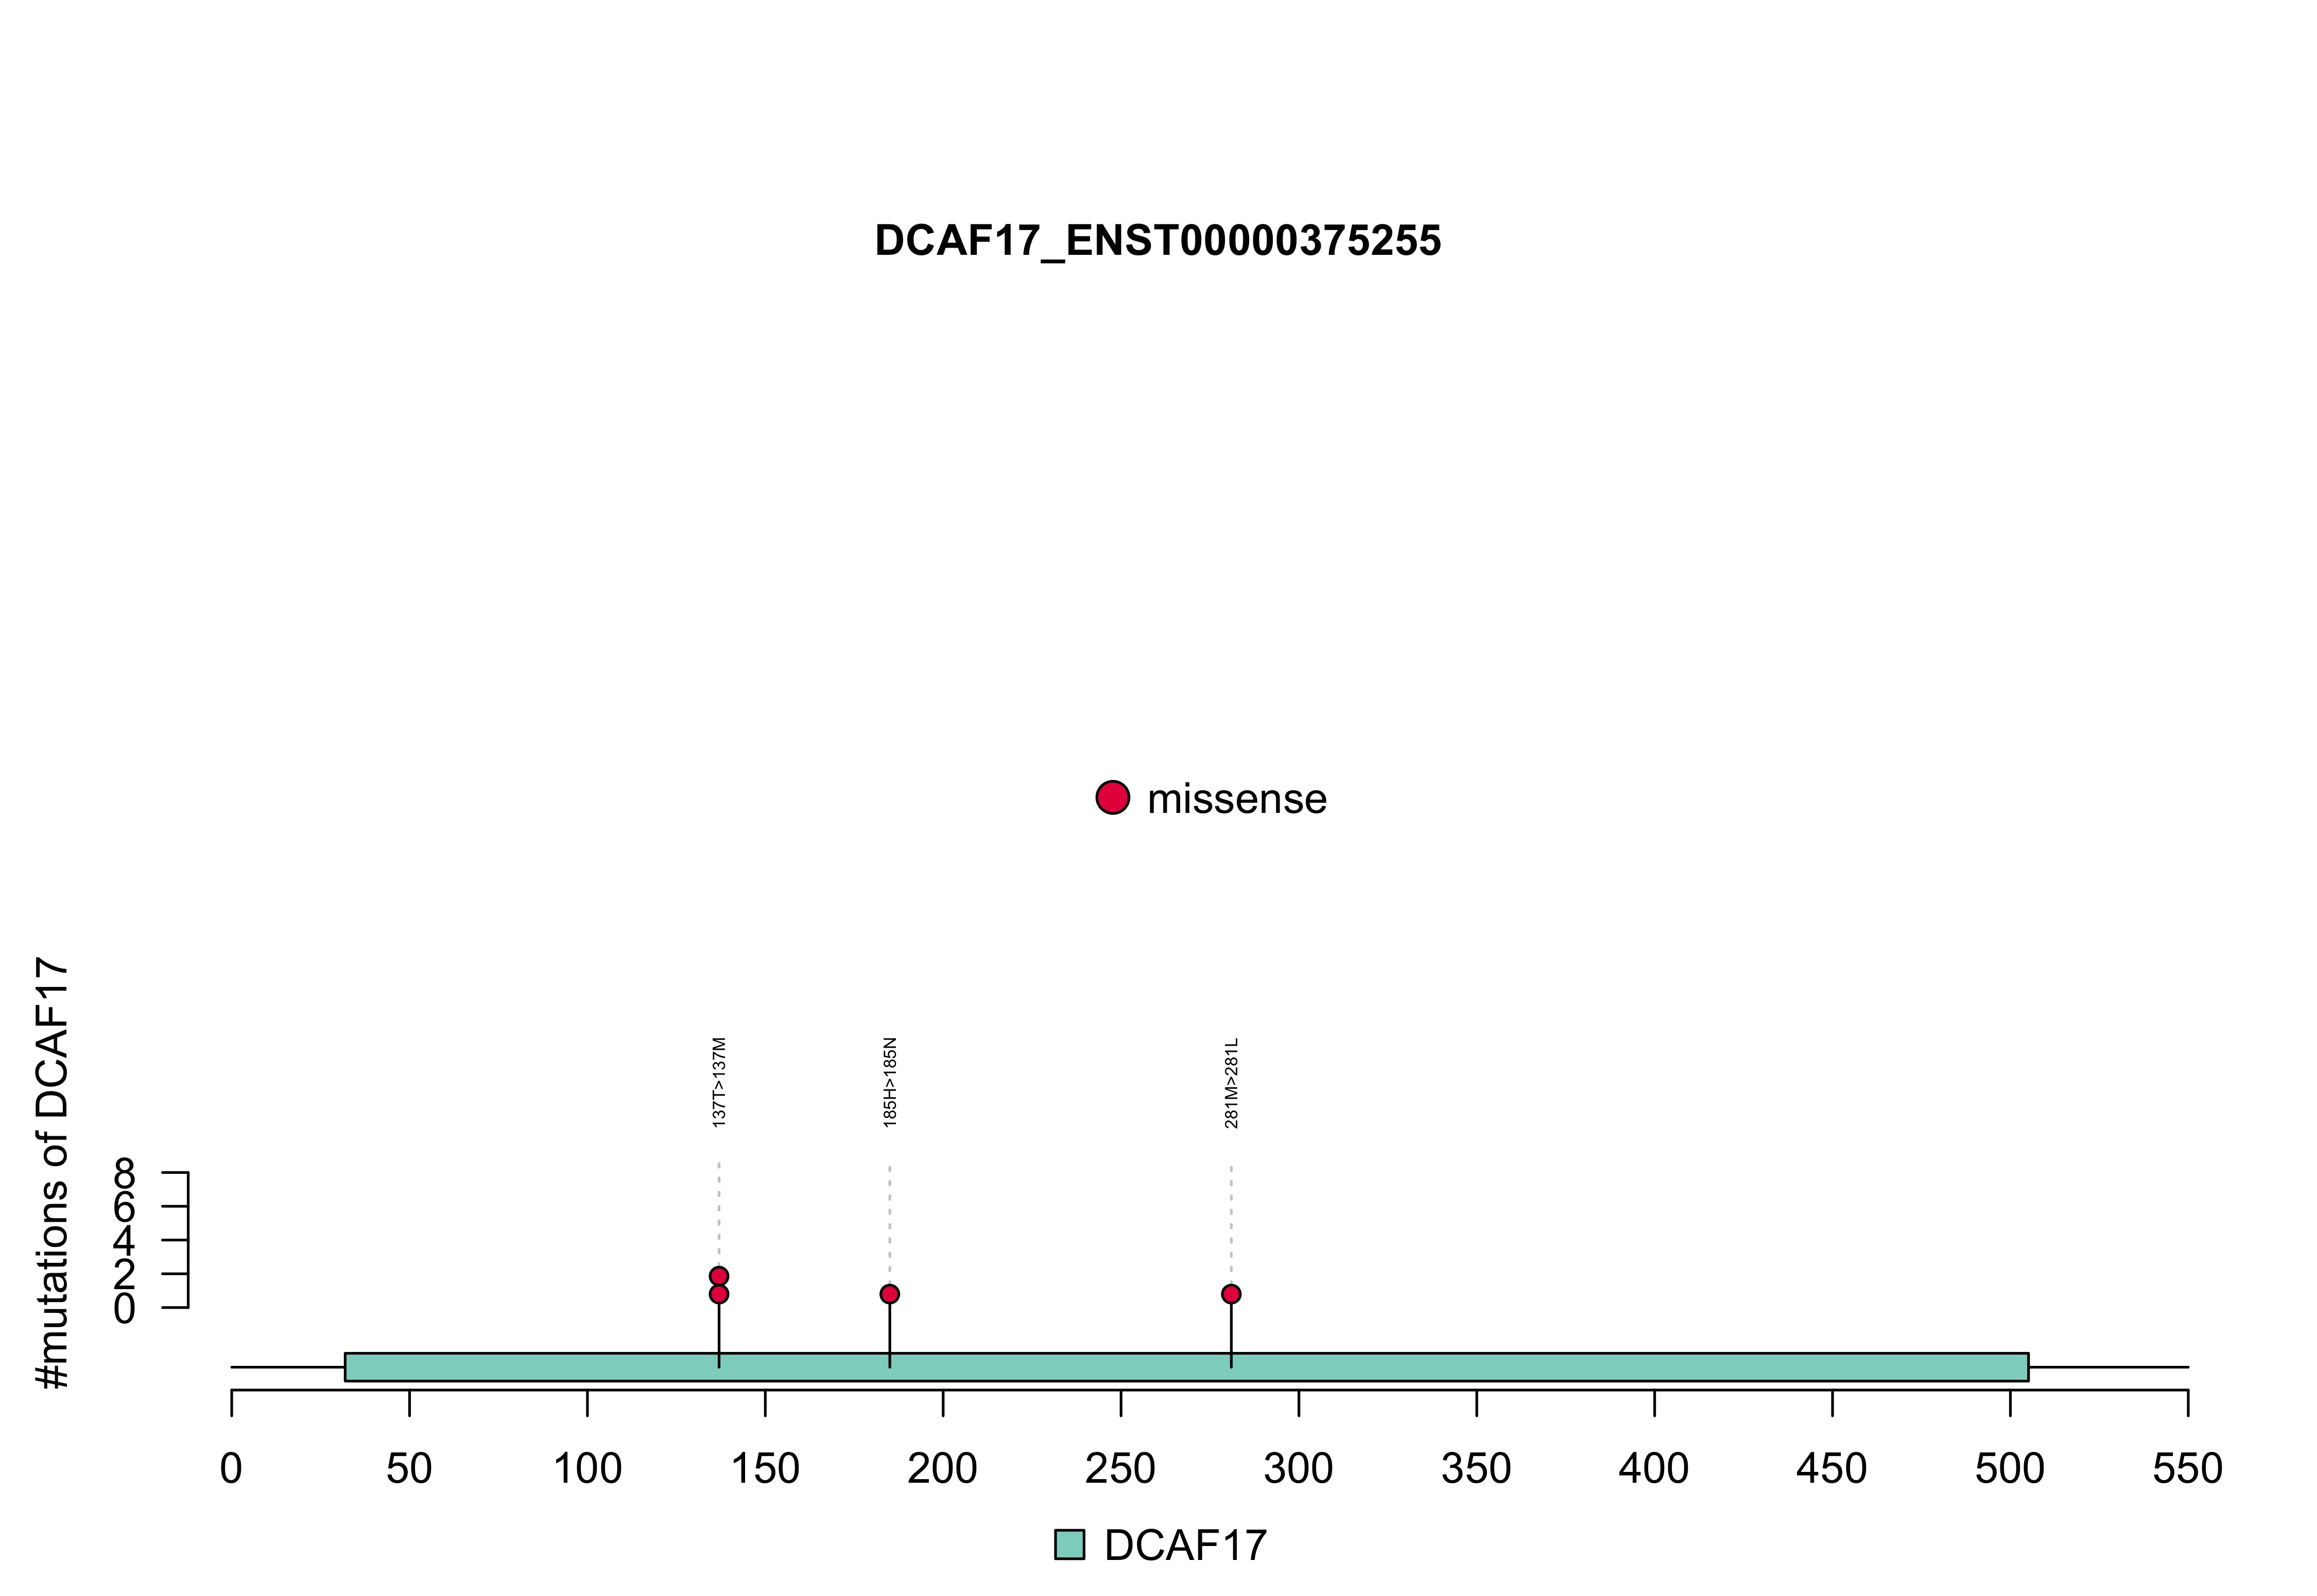 DCAF17_ENST00000375255
missense
#mutations of DCAF17
137T>137M
185H>185N
281M>281L
8
6
4
2
0
0 50 100 150 200 250 300 350 400 450 500 550
DCAF17